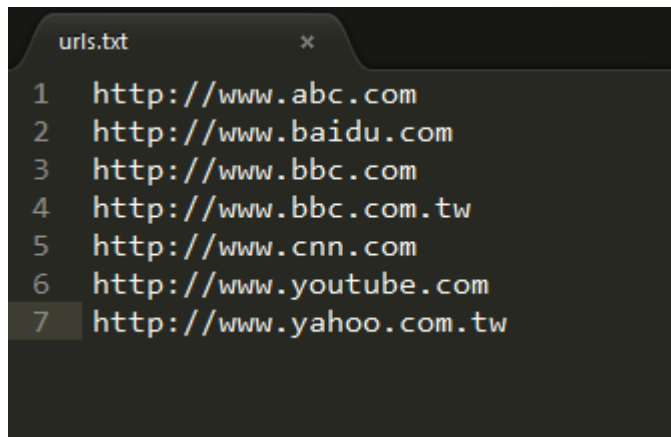 urls.txt ×
1 http://www.abc.com
2 http://www.baidu.com
3 http://www.bbc.com
4 http://www.bbc.com.tw
5 http://www.cnn.com
6 http://www.youtube.com
7 http://www.yahoo.com.tw